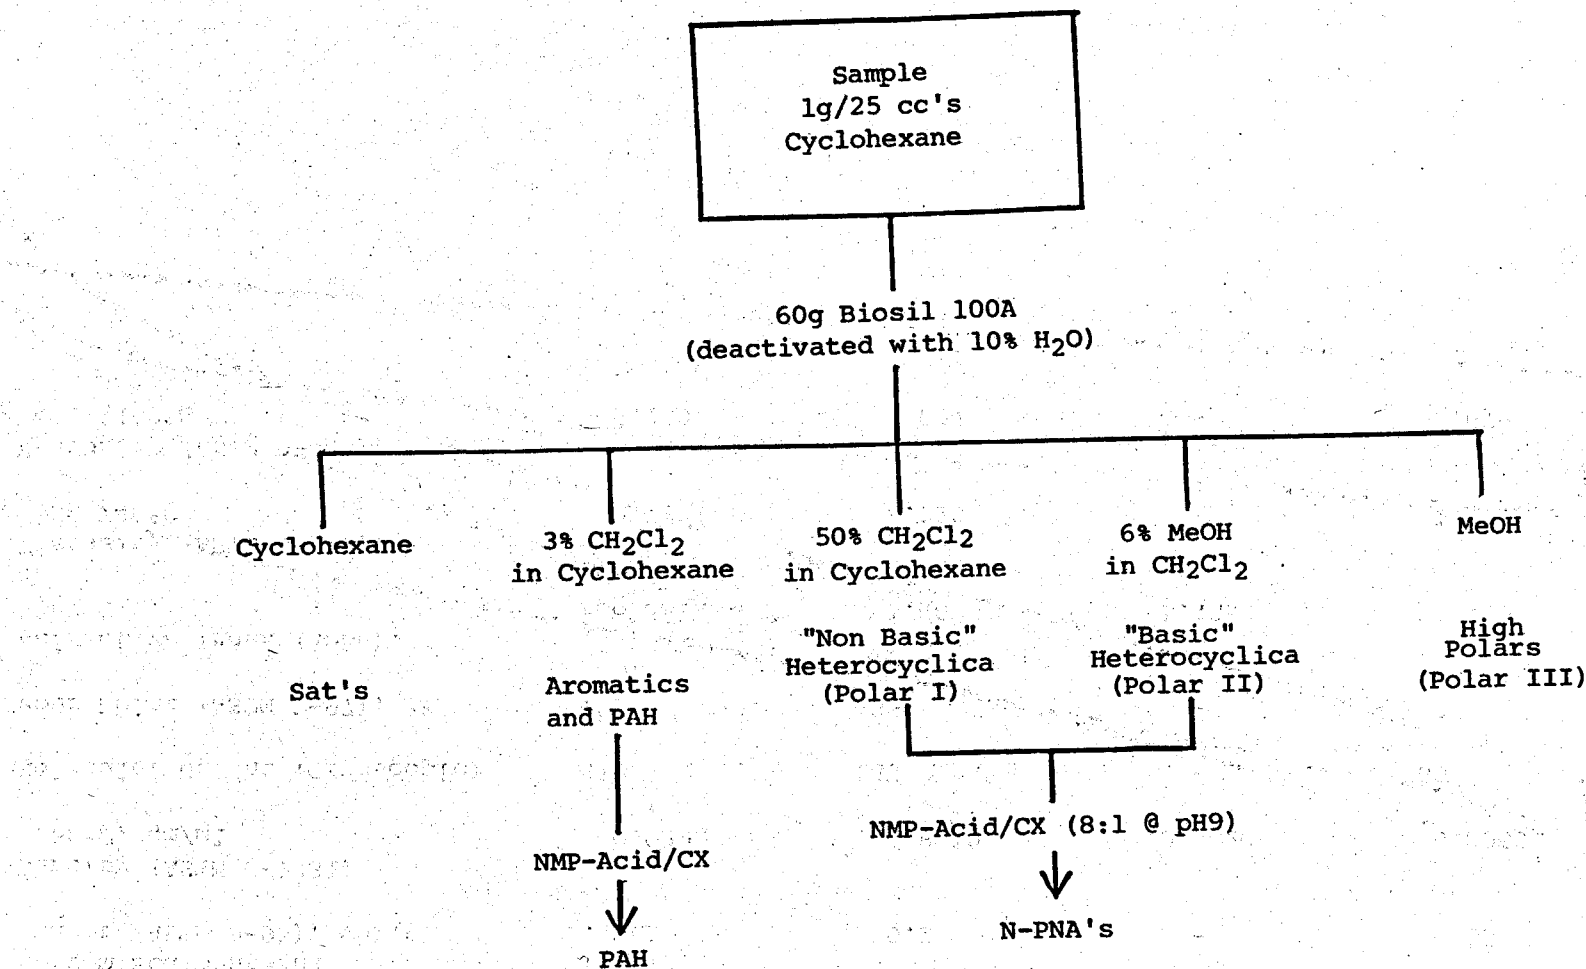 Sample
1g/25 cc's
Cyclohexane
60g Biosil 100A
(deactivated with 10% H₂O)
Cyclohexane
3% CH₂Cl₂
in Cyclohexane
50% CH₂Cl₂
in Cyclohexane
6% MeOH
in CH₂Cl₂
MeOH
Sat's
Aromatics
and PAH
"Non Basic"
Heterocyclica
(Polar I)
"Basic"
Heterocyclica
(Polar II)
High
Polars
(Polar III)
NMP-Acid/CX
PAH
NMP-Acid/CX (8:1 @ pH9)
N-PNA's